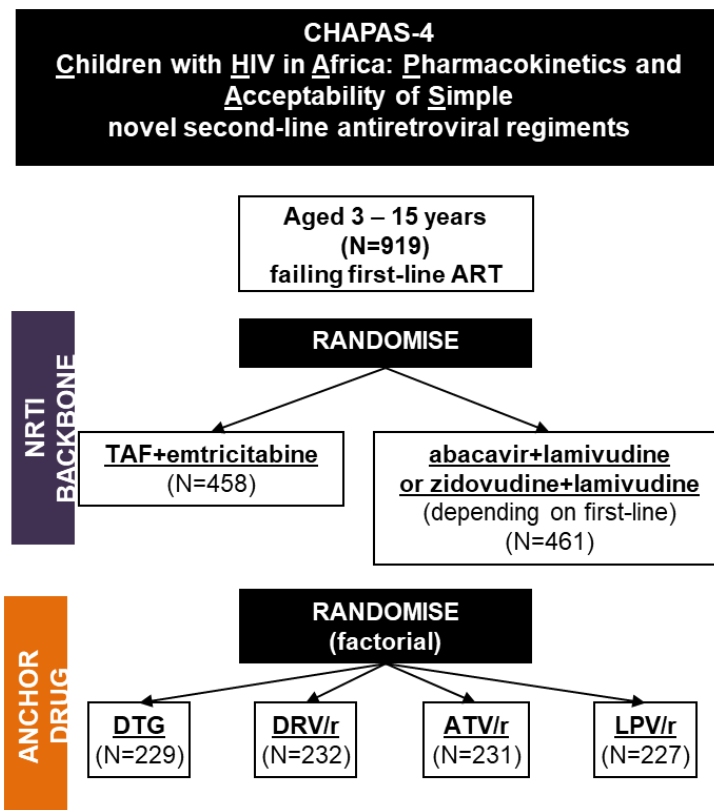 CHAPAS-4
Children with HIV in Africa: Pharmacokinetics and
Acceptability of Simple
novel second-line antiretroviral regiments
Aged 3 – 15 years
(N=919)
failing first-line ART
NRTI
BACKBONE
RANDOMISE
TAF+emtricitabine
(N=458)
abacavir+lamivudine
or zidovudine+lamivudine
(depending on first-line)
(N=461)
ANCHOR
DRUG
RANDOMISE
(factorial)
DTG
(N=229)
DRV/r
(N=232)
ATV/r
(N=231)
LPV/r
(N=227)